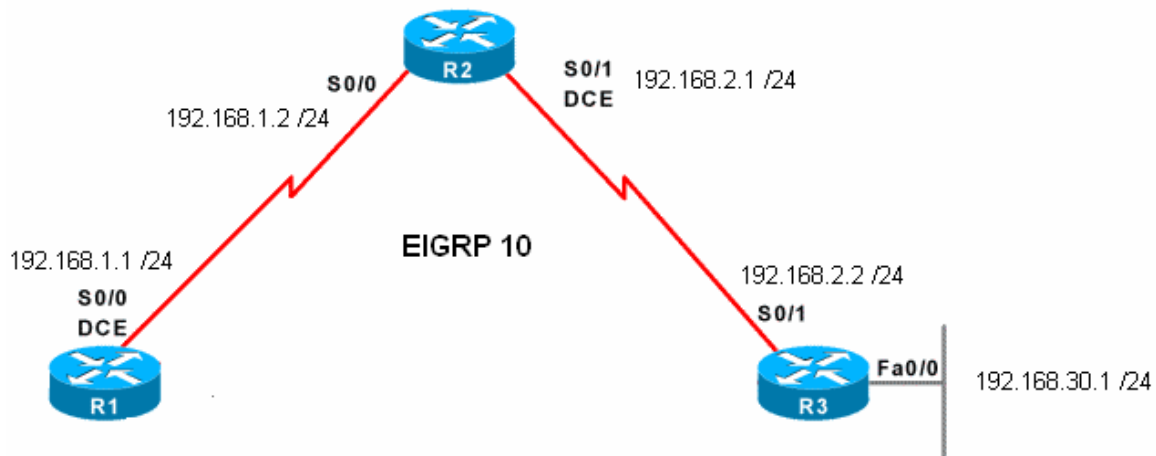 R2
S0/0
192.168.1.2 /24
S0/1
DCE
192.168.2.1 /24
EIGRP 10
192.168.1.1 /24
S0/0
DCE
R1
192.168.2.2 /24
S0/1
R3
Fa0/0
192.168.30.1 /24